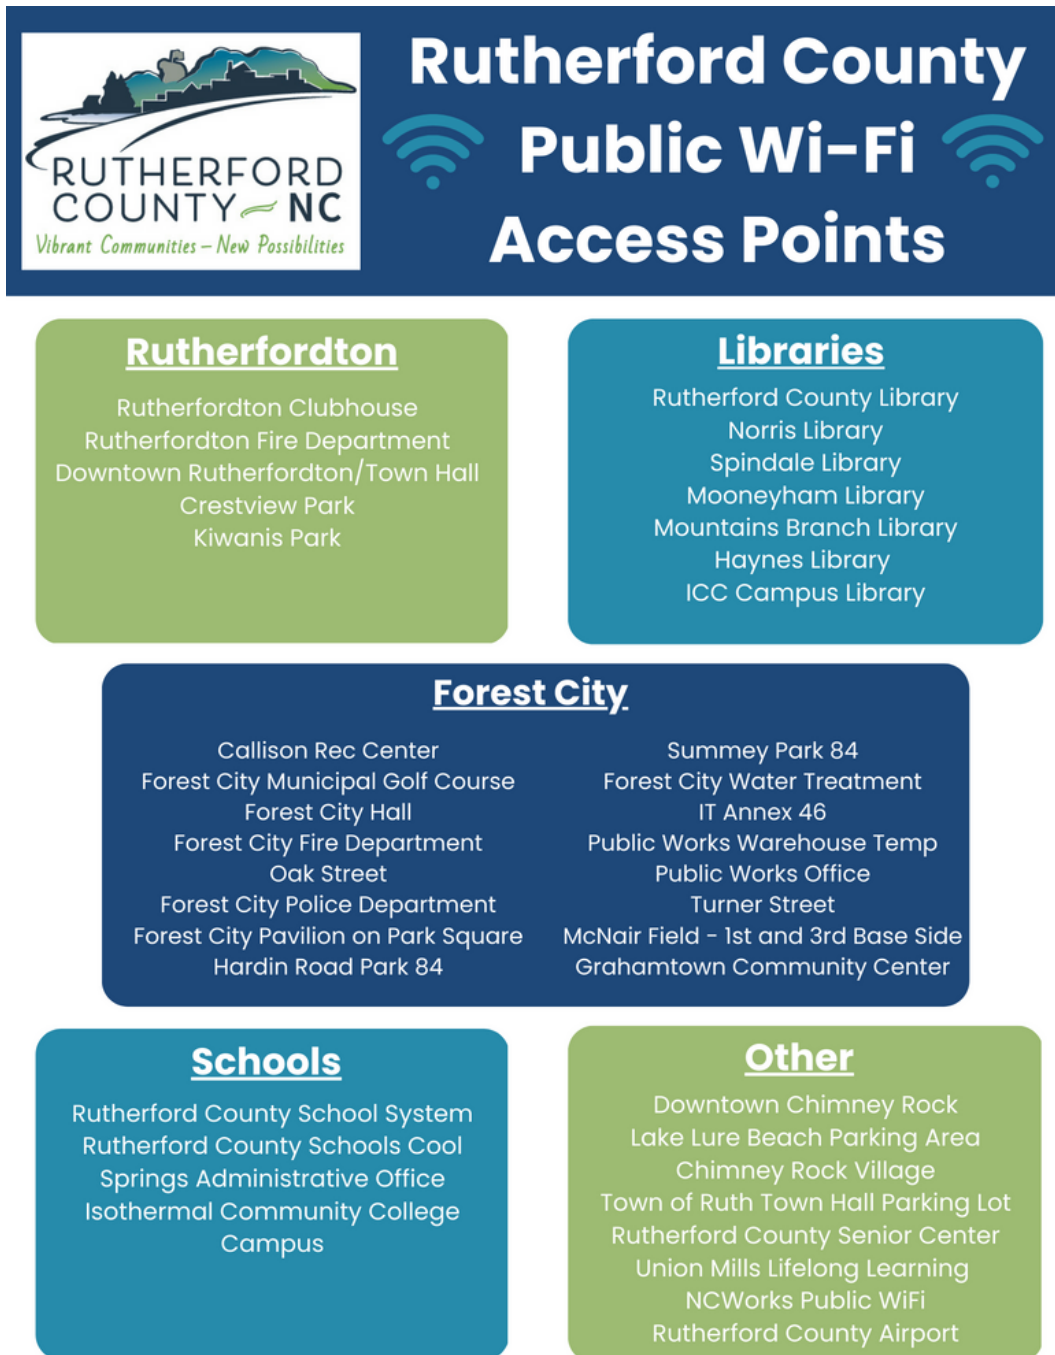 RUTHERFORD
COUNTY NC
Vibrant Communities – New Possibilities
Rutherford County
Public Wi-Fi
Access Points
Rutherfordton
Rutherfordton Clubhouse
Rutherfordton Fire Department
Downtown Rutherfordton/Town Hall
Crestview Park
Kiwanis Park
Libraries
Rutherford County Library
Norris Library
Spindale Library
Mooneyham Library
Mountains Branch Library
Haynes Library
ICC Campus Library
Forest City
Callison Rec Center
Forest City Municipal Golf Course
Forest City Hall
Forest City Fire Department
Oak Street
Forest City Police Department
Forest City Pavilion on Park Square
Hardin Road Park 84
Summey Park 84
Forest City Water Treatment
IT Annex 46
Public Works Warehouse Temp
Public Works Office
Turner Street
McNair Field - 1st and 3rd Base Side
Grahamtown Community Center
Schools
Rutherford County School System
Rutherford County Schools Cool
Springs Administrative Office
Isothermal Community College
Campus
Other
Downtown Chimney Rock
Lake Lure Beach Parking Area
Chimney Rock Village
Town of Ruth Town Hall Parking Lot
Rutherford County Senior Center
Union Mills Lifelong Learning
NCWorks Public WiFi
Rutherford County Airport